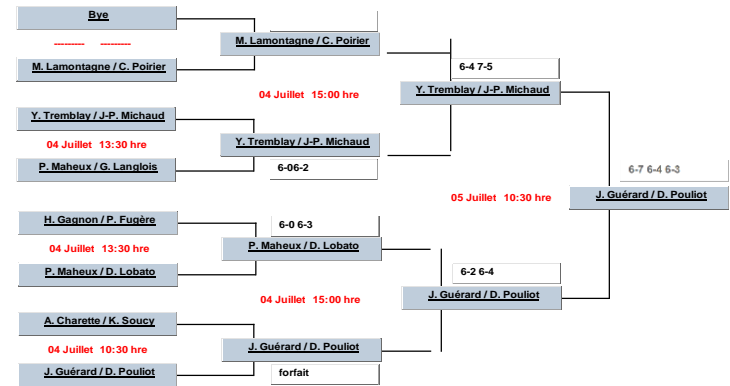 Bye
--------- ---------
M. Lamontagne / C. Poirier
M. Lamontagne / C. Poirier
04 Juillet 15:00 hre
6-4 7-5
Y. Tremblay / J-P. Michaud
Y. Tremblay / J-P. Michaud
04 Juillet 13:30 hre
P. Maheux / G. Langlois
Y. Tremblay / J-P. Michaud
6-06-2
6-7 6-4 6-3
05 Juillet 10:30 hre
J. Guérard / D. Pouliot
H. Gagnon / P. Fugère
04 Juillet 13:30 hre
P. Maheux / D. Lobato
6-0 6-3
P. Maheux / D. Lobato
04 Juillet 15:00 hre
6-2 6-4
J. Guérard / D. Pouliot
A. Charette / K. Soucy
04 Juillet 10:30 hre
J. Guérard / D. Pouliot
J. Guérard / D. Pouliot
forfait